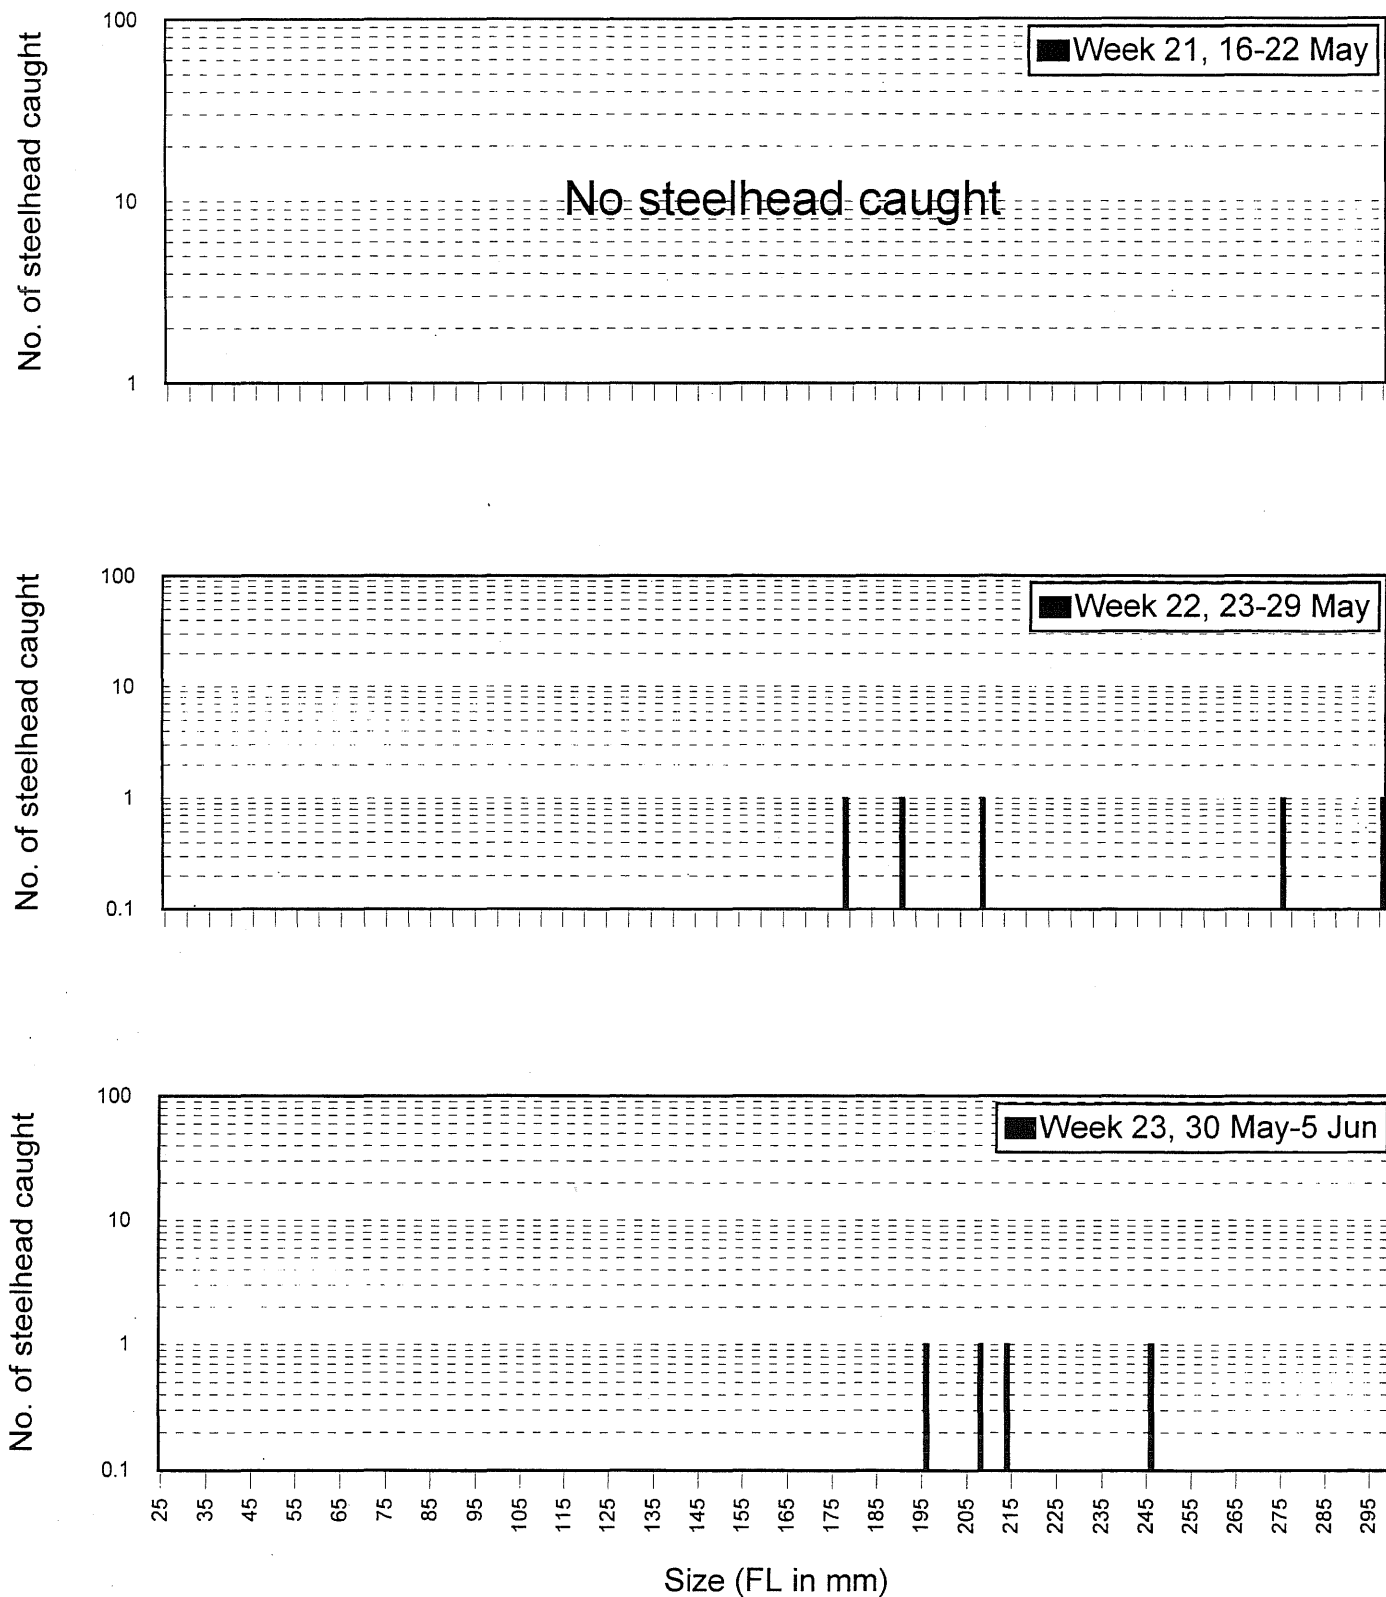 No. of steelhead caught
100
10
1
Week 21, 16-22 May
No steelhead caught
No. of steelhead caught
100
10
1
0.1
Week 22, 23-29 May
No. of steelhead caught
100
10
1
0.1
Week 23, 30 May-5 Jun
25 35 45 55 65 75 85 95 105 115 125 135 145 155 165 175 185 195 205 215 225 235 245 255 265 275 285 295
Size (FL in mm)